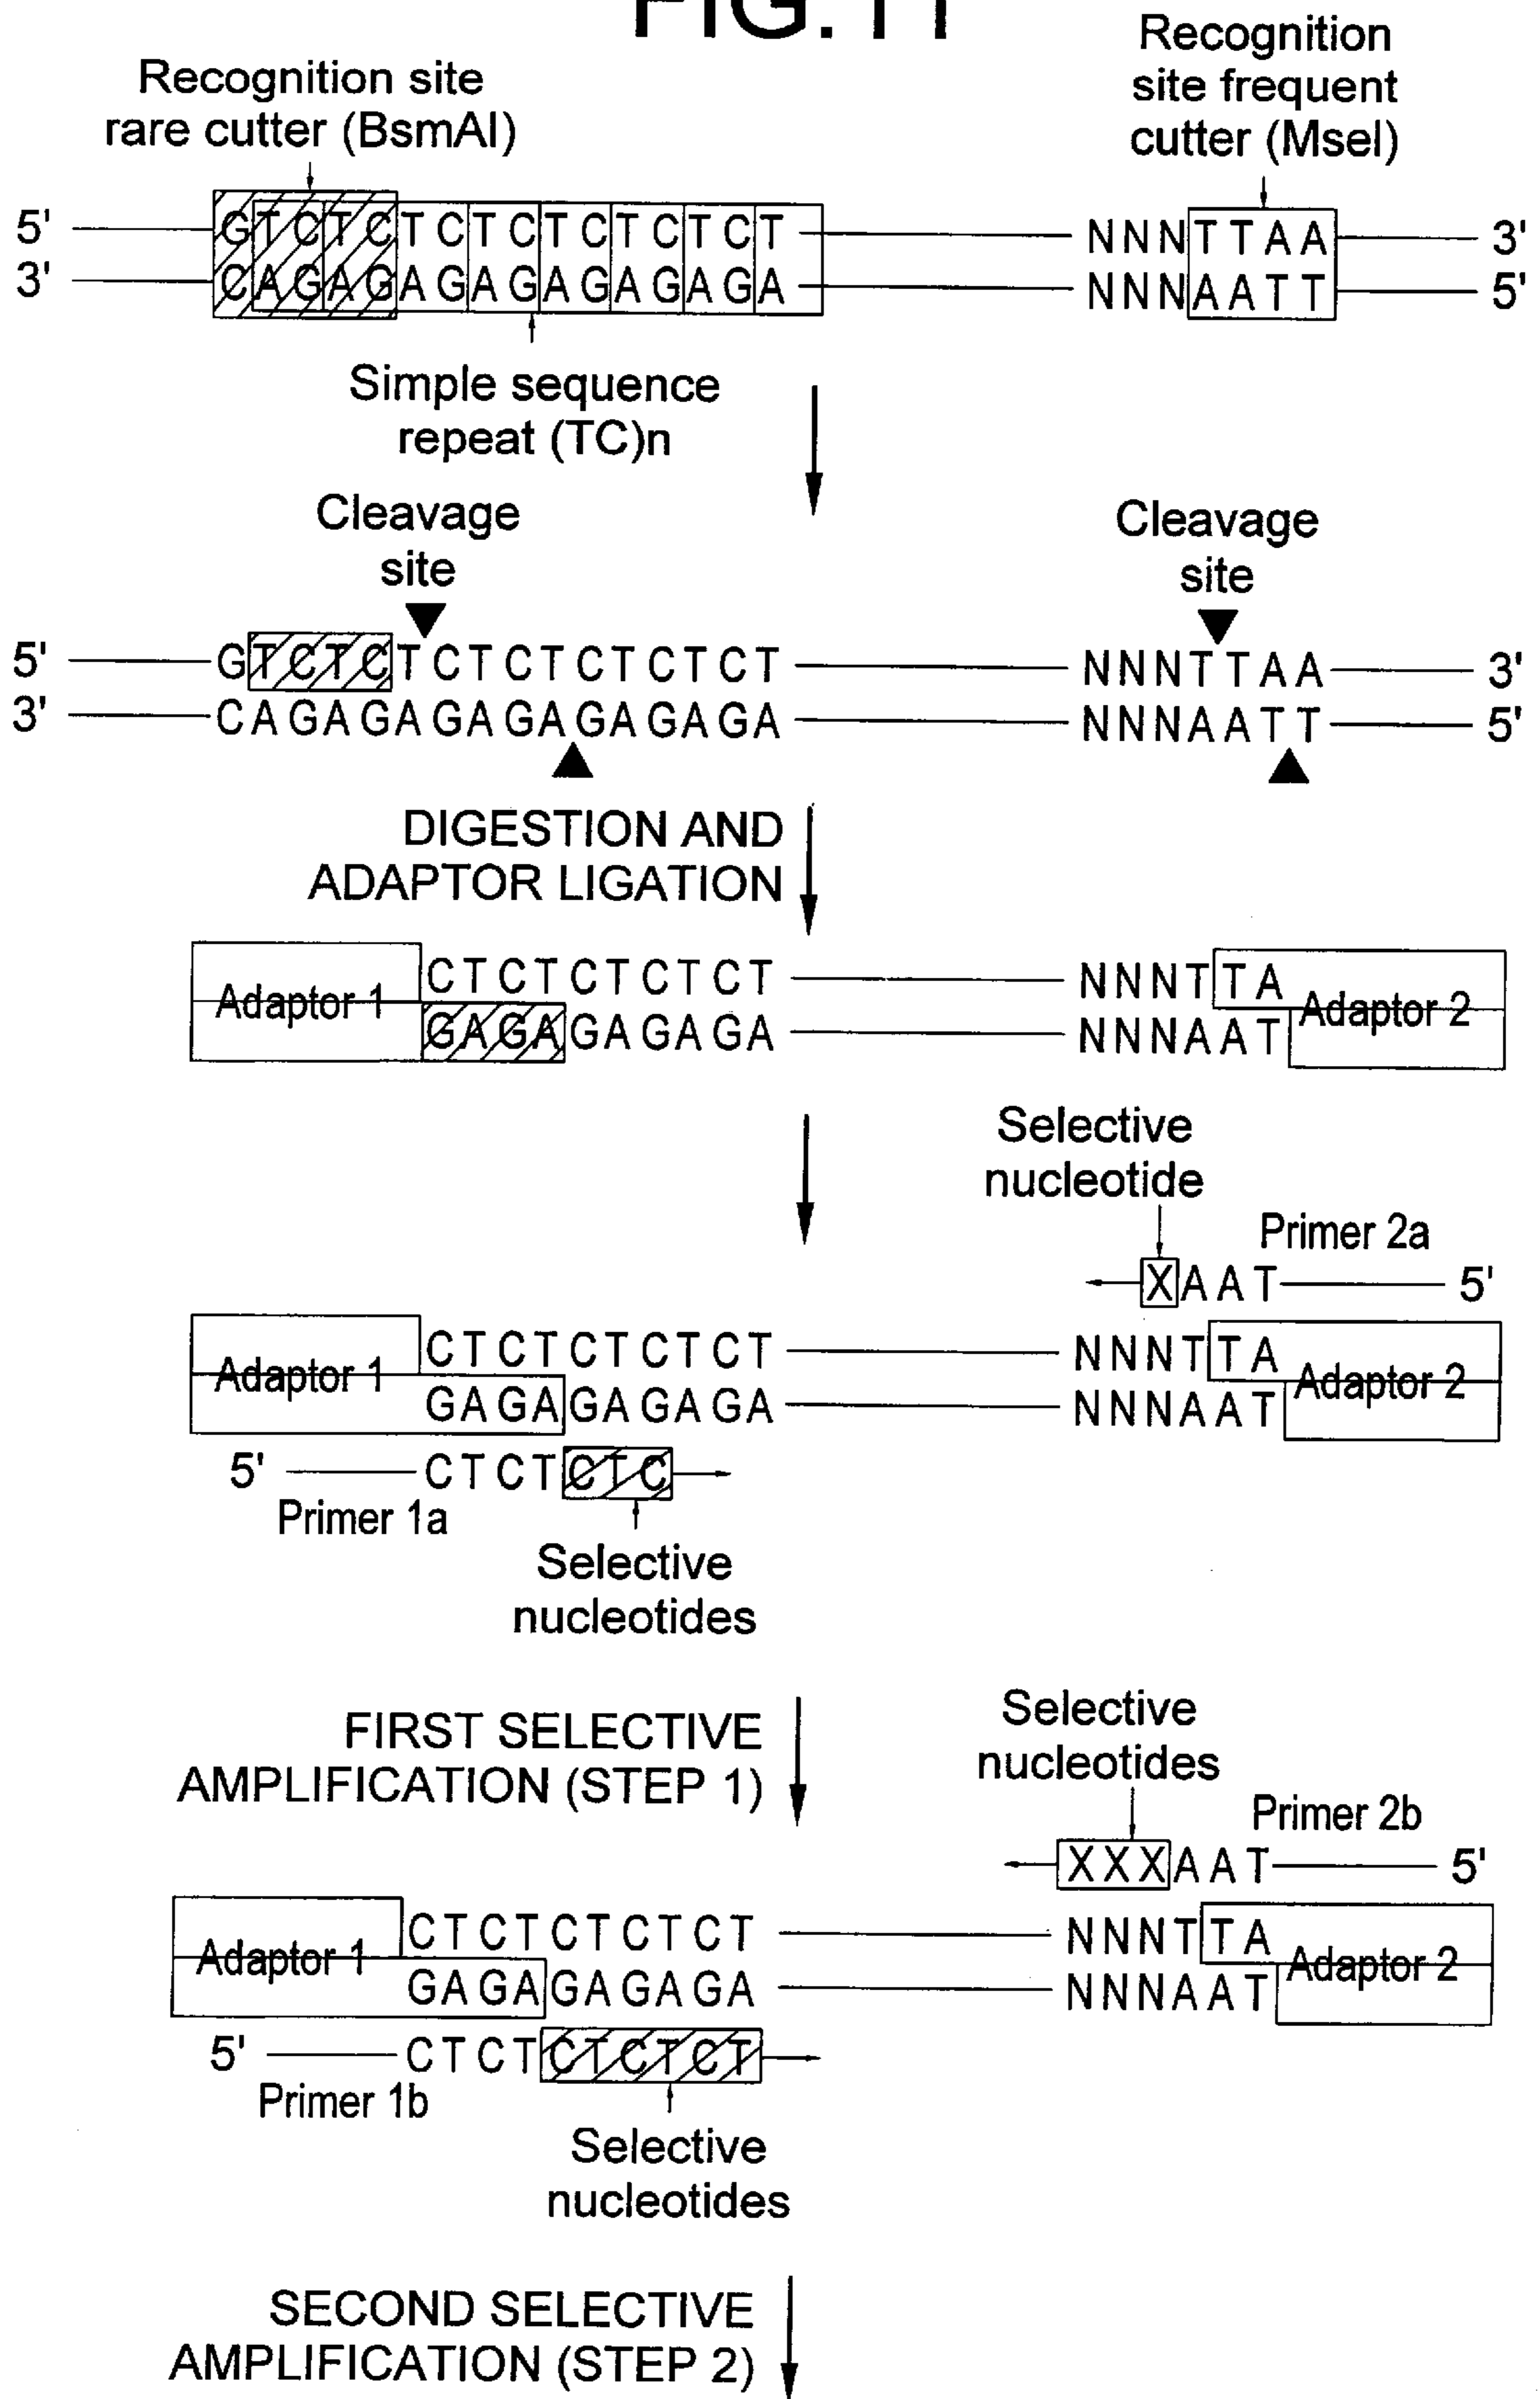 FIG. 11
Recognition site
rare cutter (BsmAI)
Recognition
site frequent
cutter (MseI)
5' GTCTCTCTCTCTCTCT NNNTTAA 3'
3' CAGAGAGAGAGAGAGA NNNAATT 5'
Simple sequence
repeat (TC)n
Cleavage
site
Cleavage
site
5' GTCTCTCTCTCTCTCT NNNTTAA 3'
3' CAGAGAGAGAGAGAGA NNNAATT 5'
DIGESTION AND
ADAPTOR LIGATION
CTCTCTCTCT NNNTTA
Adaptor 1 Adaptor 2
GAGAGAGAGA NNNAAT
Selective
nucleotide
Primer 2a
XAAT 5'
CTCTCTCTCT NNNTTA
Adaptor 1 Adaptor 2
GAGAGAGAGA NNNAAT
5' CTCTCTC
Primer 1a
Selective
nucleotides
FIRST SELECTIVE
AMPLIFICATION (STEP 1)
Selective
nucleotides
Primer 2b
XXXAAT 5'
CTCTCTCTCT NNNTTA
Adaptor 1 Adaptor 2
GAGAGAGAGA NNNAAT
5' CTCTCTCTCT
Primer 1b
Selective
nucleotides
SECOND SELECTIVE
AMPLIFICATION (STEP 2)